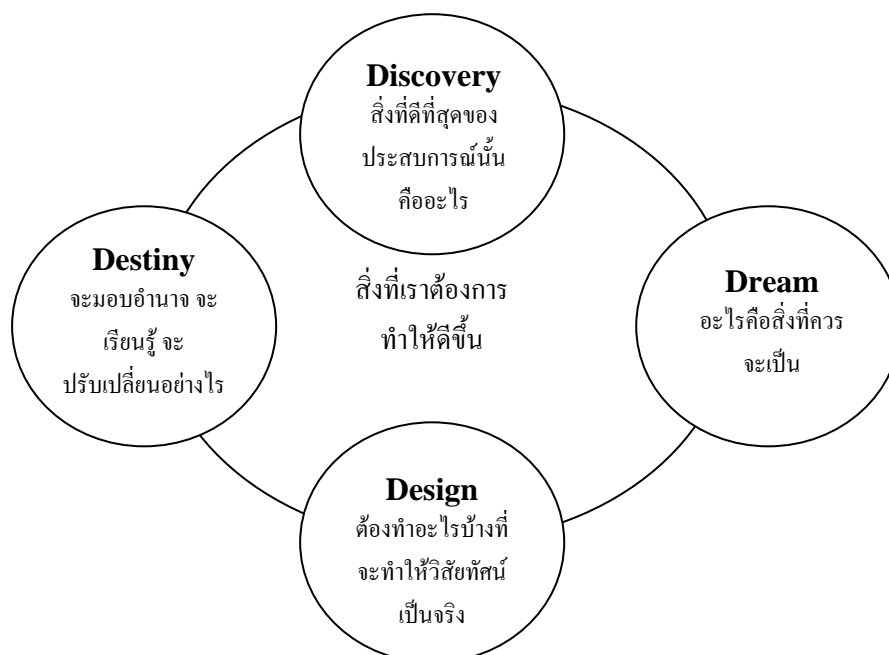 Discovery
สิ่งที่ดีที่สุดของ
ประสบการณ์นั้น
คืออะไร
Destiny
จะมอบอำนาจ จะ
เรียนรู้ จะ
ปรับเปลี่ยนอย่างไร
สิ่งที่เราต้องการ
ทำให้ดีขึ้น
Dream
อะไรคือสิ่งที่ควร
จะเป็น
Design
ต้องทำอะไรบ้างที่
จะทำให้วิสัยทัศน์
เป็นจริง